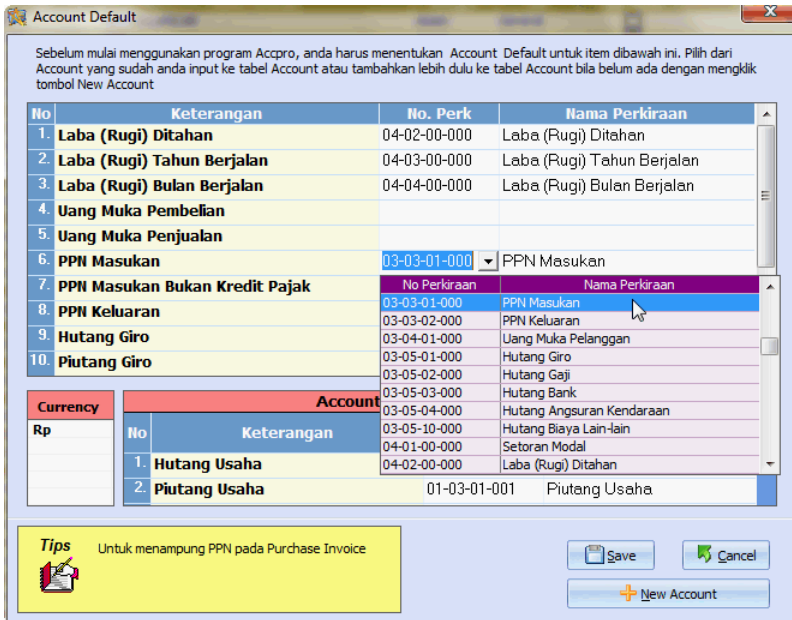 Account Default
Sebelum mulai menggunakan program Accpro, anda harus menentukan Account Default untuk item dibawah ini. Pilih dari
Account yang sudah anda input ke tabel Account atau tambahkan lebih dulu ke tabel Account bila belum ada dengan mengklik
tombol New Account
No Keterangan No. Perk Nama Perkiraan
1. Laba (Rugi) Ditahan 04-02-00-000 Laba (Rugi) Ditahan
2. Laba (Rugi) Tahun Berjalan 04-03-00-000 Laba (Rugi) Tahun Berjalan
3. Laba (Rugi) Bulan Berjalan 04-04-00-000 Laba (Rugi) Bulan Berjalan
4. Uang Muka Pembelian
5. Uang Muka Penjualan
6. PPN Masukan 03-03-01-000 PPN Masukan
7. PPN Masukan Bukan Kredit Pajak
8. PPN Keluaran
9. Hutang Giro
10. Piutang Giro
No Perkiraan Nama Perkiraan
03-03-01-000 PPN Masukan
03-03-02-000 PPN Keluaran
03-04-01-000 Uang Muka Pelanggan
03-05-01-000 Hutang Giro
03-05-02-000 Hutang Gaji
03-05-03-000 Hutang Bank
03-05-04-000 Hutang Angsuran Kendaraan
03-05-10-000 Hutang Biaya Lain-lain
04-01-00-000 Setoran Modal
04-02-00-000 Laba (Rugi) Ditahan
Currency
Rp
Account
No Keterangan
1. Hutang Usaha
2. Piutang Usaha 01-03-01-001 Piutang Usaha
Tips Untuk menampung PPN pada Purchase Invoice
Save
Cancel
New Account